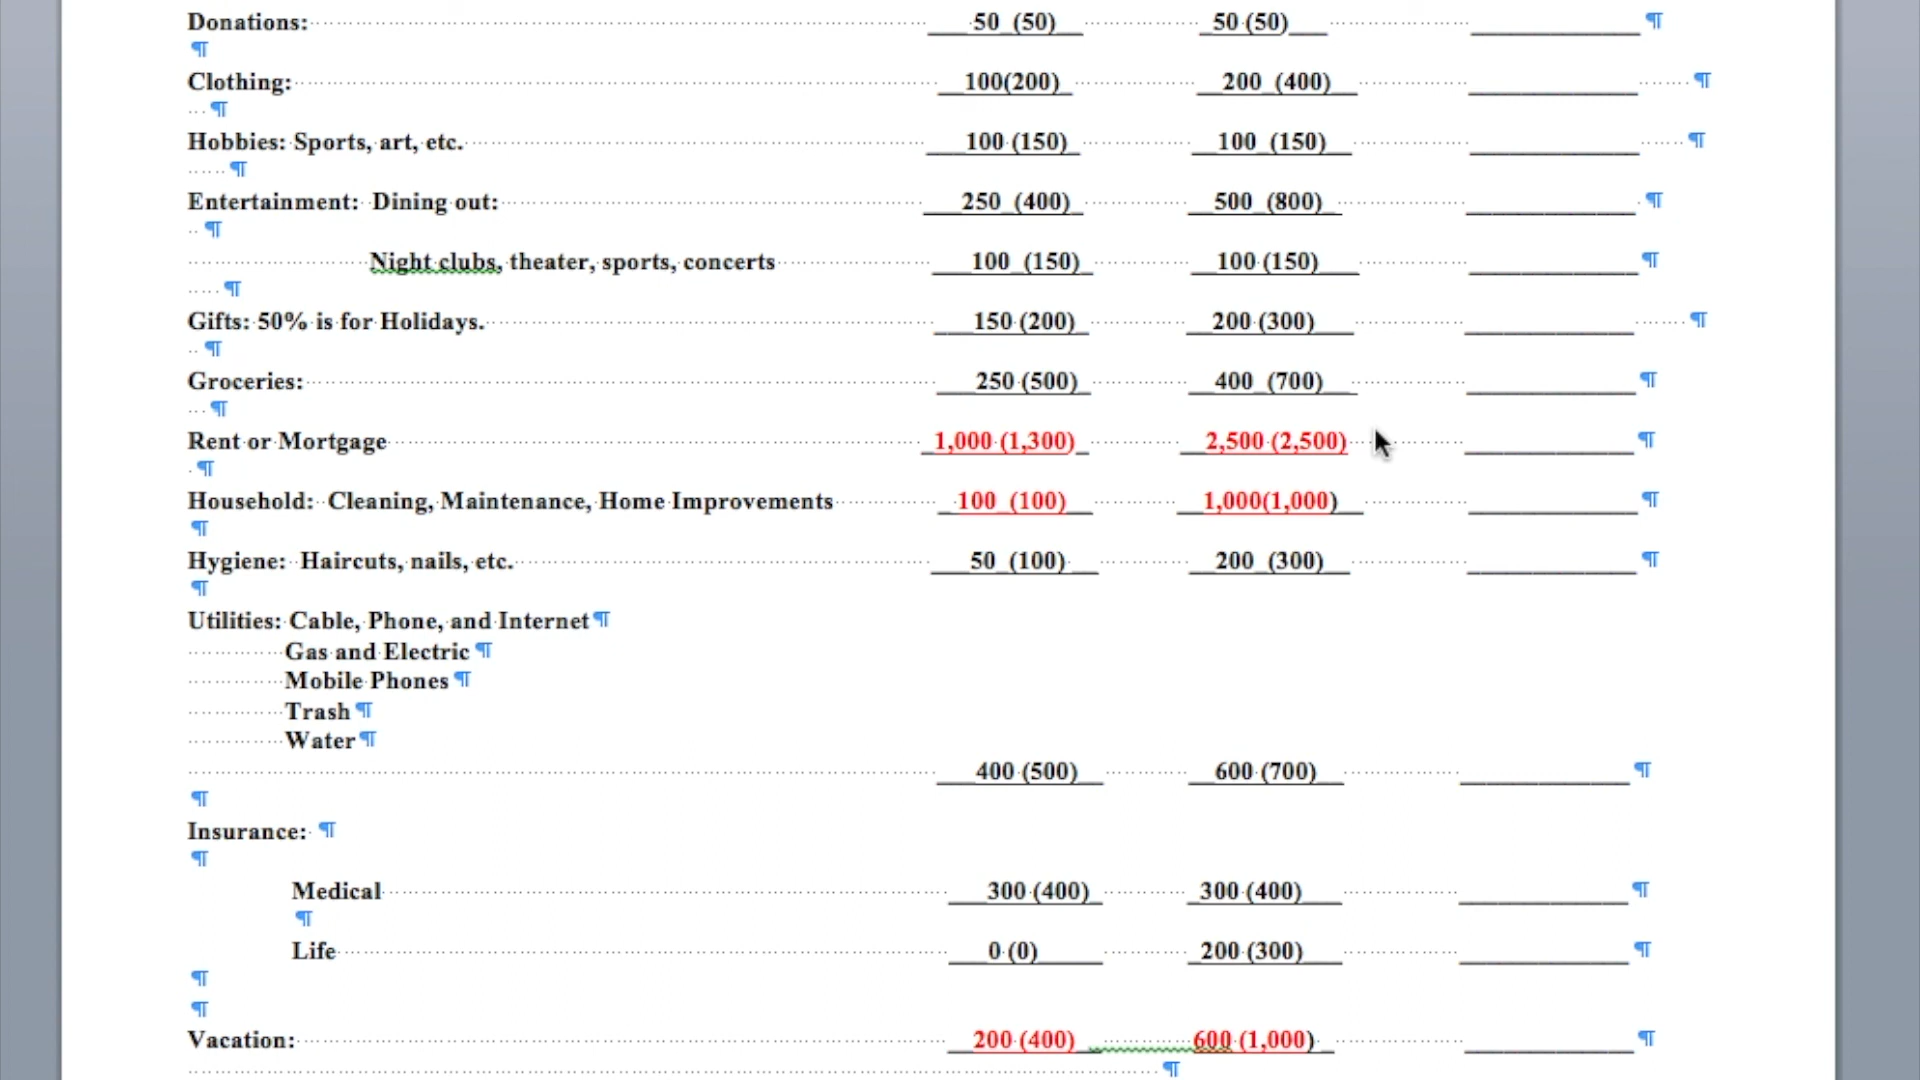 Donations: 50 (50) 50 (50)
Clothing: 100(200) 200 (400)
Hobbies: Sports, art, etc. 100 (150) 100 (150)
Entertainment: Dining out: 250 (400) 500 (800)
Night clubs, theater, sports, concerts 100 (150) 100 (150)
Gifts: 50% is for Holidays. 150 (200) 200 (300)
Groceries: 250 (500) 400 (700)
Rent or Mortgage 1,000 (1,300) 2,500 (2,500)
Household: Cleaning, Maintenance, Home Improvements 100 (100) 1,000(1,000)
Hygiene: Haircuts, nails, etc. 50 (100) 200 (300)
Utilities: Cable, Phone, and Internet
Gas and Electric
Mobile Phones
Trash
Water
400 (500) 600 (700)
Insurance:
Medical 300 (400) 300 (400)
Life 0 (0) 200 (300)
Vacation: 200 (400) 600 (1,000)